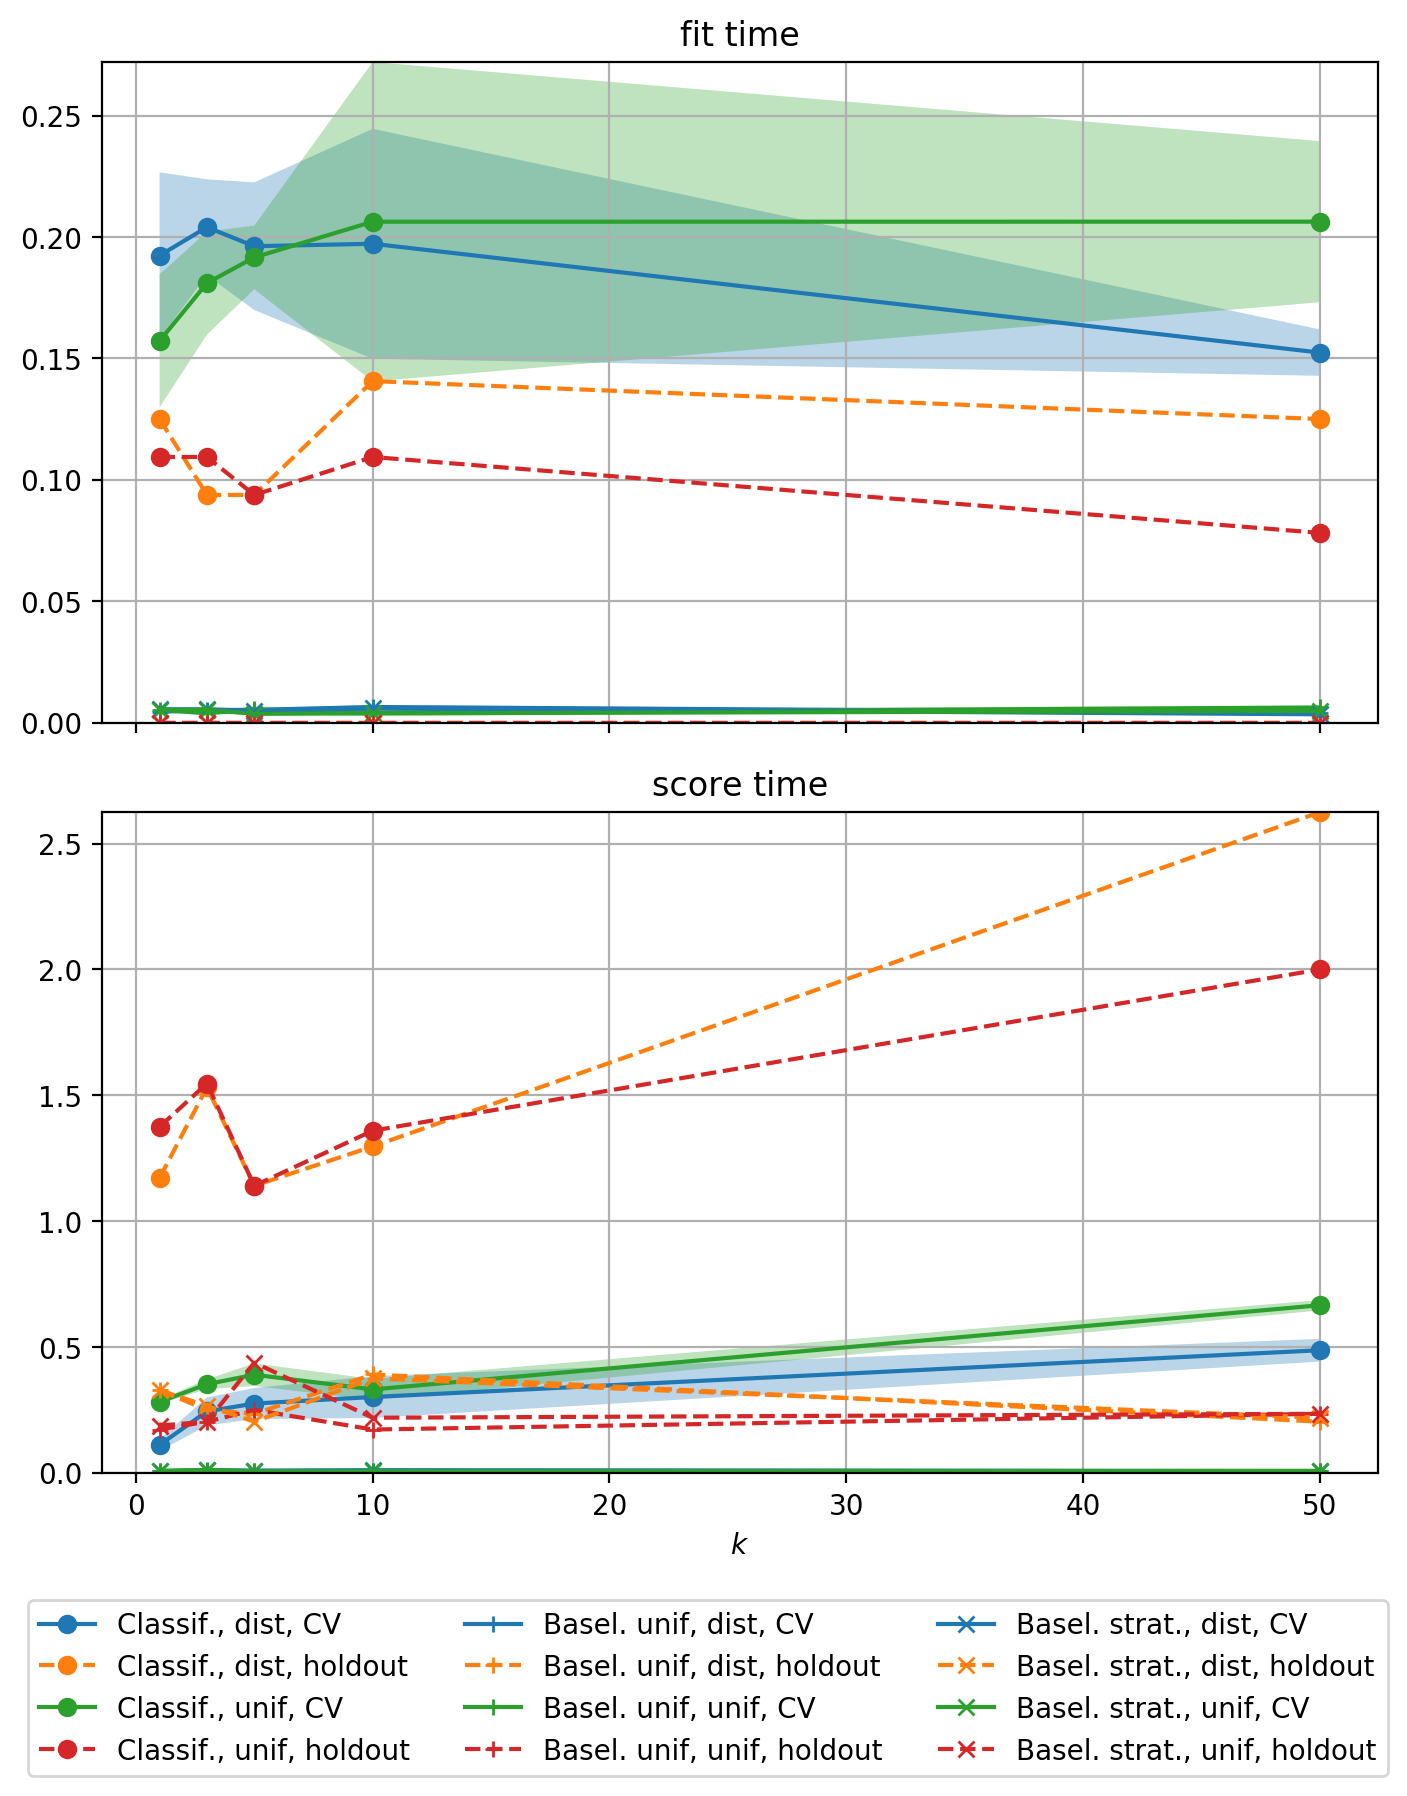 fit time
0.25
0.20
0.15
0.10
0.05
0.00
score time
2.5
2.0
1.5
1.0
0.5
0.0
0 10 20 30 40 50
k
Classif., dist, CV Basel. unif, dist, CV Basel. strat., dist, CV
Classif., dist, holdout Basel. unif, dist, holdout Basel. strat., dist, holdout
Classif., unif, CV Basel. unif, unif, CV Basel. strat., unif, CV
Classif., unif, holdout Basel. unif, unif, holdout Basel. strat., unif, holdout